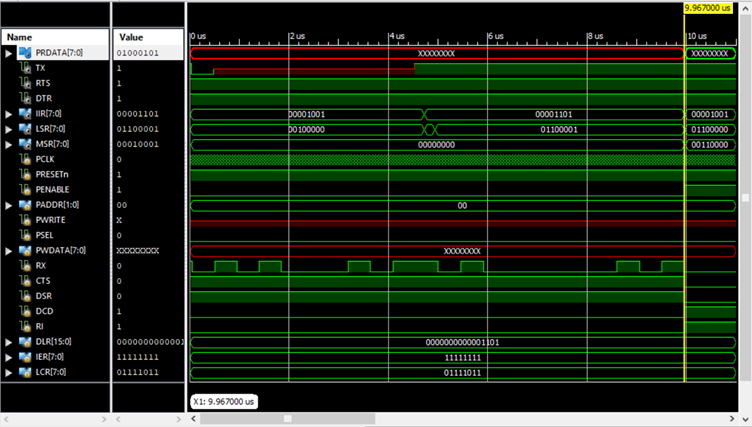 9.967000 us
Name Value 0 us 2 us 4 us 6 us 8 us 10 us
PRDATA[7:0] 01000101 XXXXXXXX XXXXXXXX
TX 1
RTS 1
DTR 1
IIR[7:0] 00001101 00001001 00001101 00001001
LSR[7:0] 01100001 00100000 01100001 01100000
MSR[7:0] 00010001 00000000 00110000
PCLK 0
PRESETn 1
PENABLE 1
PADDR[1:0] 00 00
PWRITE X
PSEL 0
PWDATA[7:0] XXXXXXXX XXXXXXXX
RX 0
CTS 0
DSR 0
DCD 1
RI 1
DLR[15:0] 0000000000001101
IER[7:0] 11111111 11111111
LCR[7:0] 01111011 01111011
X1: 9.967000 us